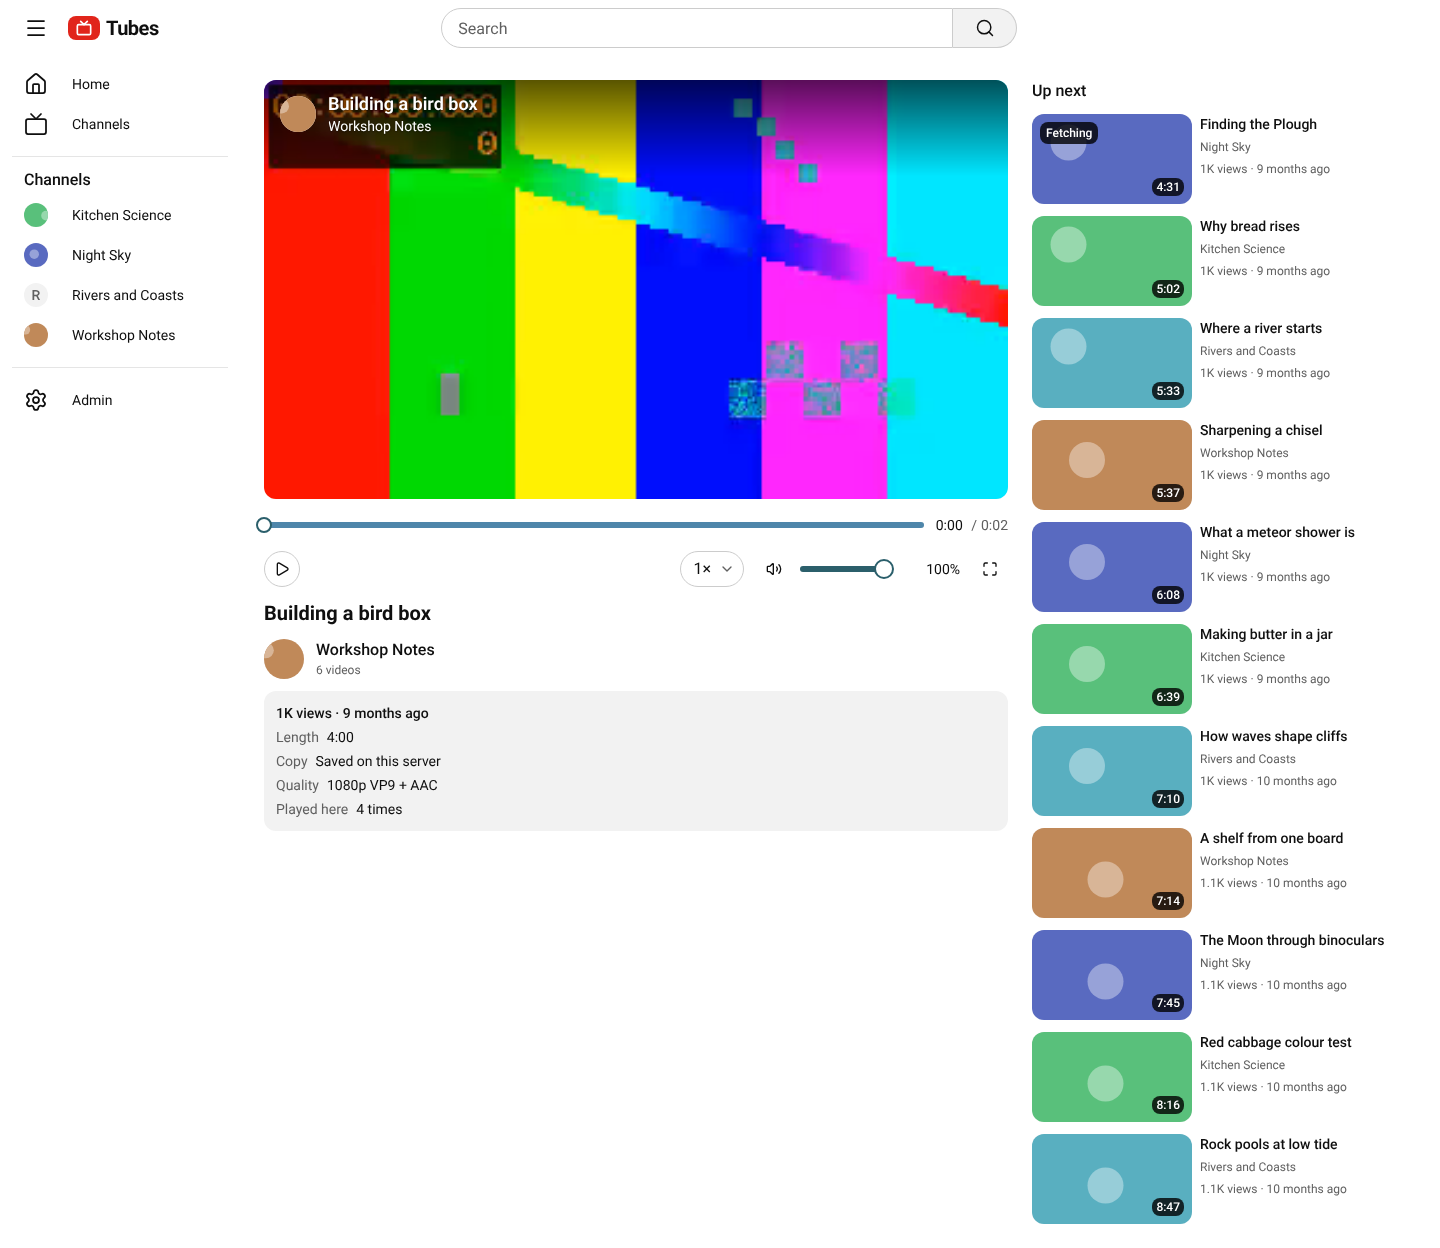 Tubes
Search
Home
Channels
Channels
Kitchen Science
Night Sky
R
Rivers and Coasts
Workshop Notes
Admin
Building a bird box
Workshop Notes
0
0:00 / 0:02
1×
100%
Building a bird box
Workshop Notes
6 videos
1K views · 9 months ago
Length 4:00
Copy Saved on this server
Quality 1080p VP9 + AAC
Played here 4 times
Up next
Fetching
4:31
Finding the Plough
Night Sky
1K views · 9 months ago
5:02
Why bread rises
Kitchen Science
1K views · 9 months ago
5:33
Where a river starts
Rivers and Coasts
1K views · 9 months ago
5:37
Sharpening a chisel
Workshop Notes
1K views · 9 months ago
6:08
What a meteor shower is
Night Sky
1K views · 9 months ago
6:39
Making butter in a jar
Kitchen Science
1K views · 9 months ago
7:10
How waves shape cliffs
Rivers and Coasts
1K views · 10 months ago
7:14
A shelf from one board
Workshop Notes
1.1K views · 10 months ago
7:45
The Moon through binoculars
Night Sky
1.1K views · 10 months ago
8:16
Red cabbage colour test
Kitchen Science
1.1K views · 10 months ago
8:47
Rock pools at low tide
Rivers and Coasts
1.1K views · 10 months ago